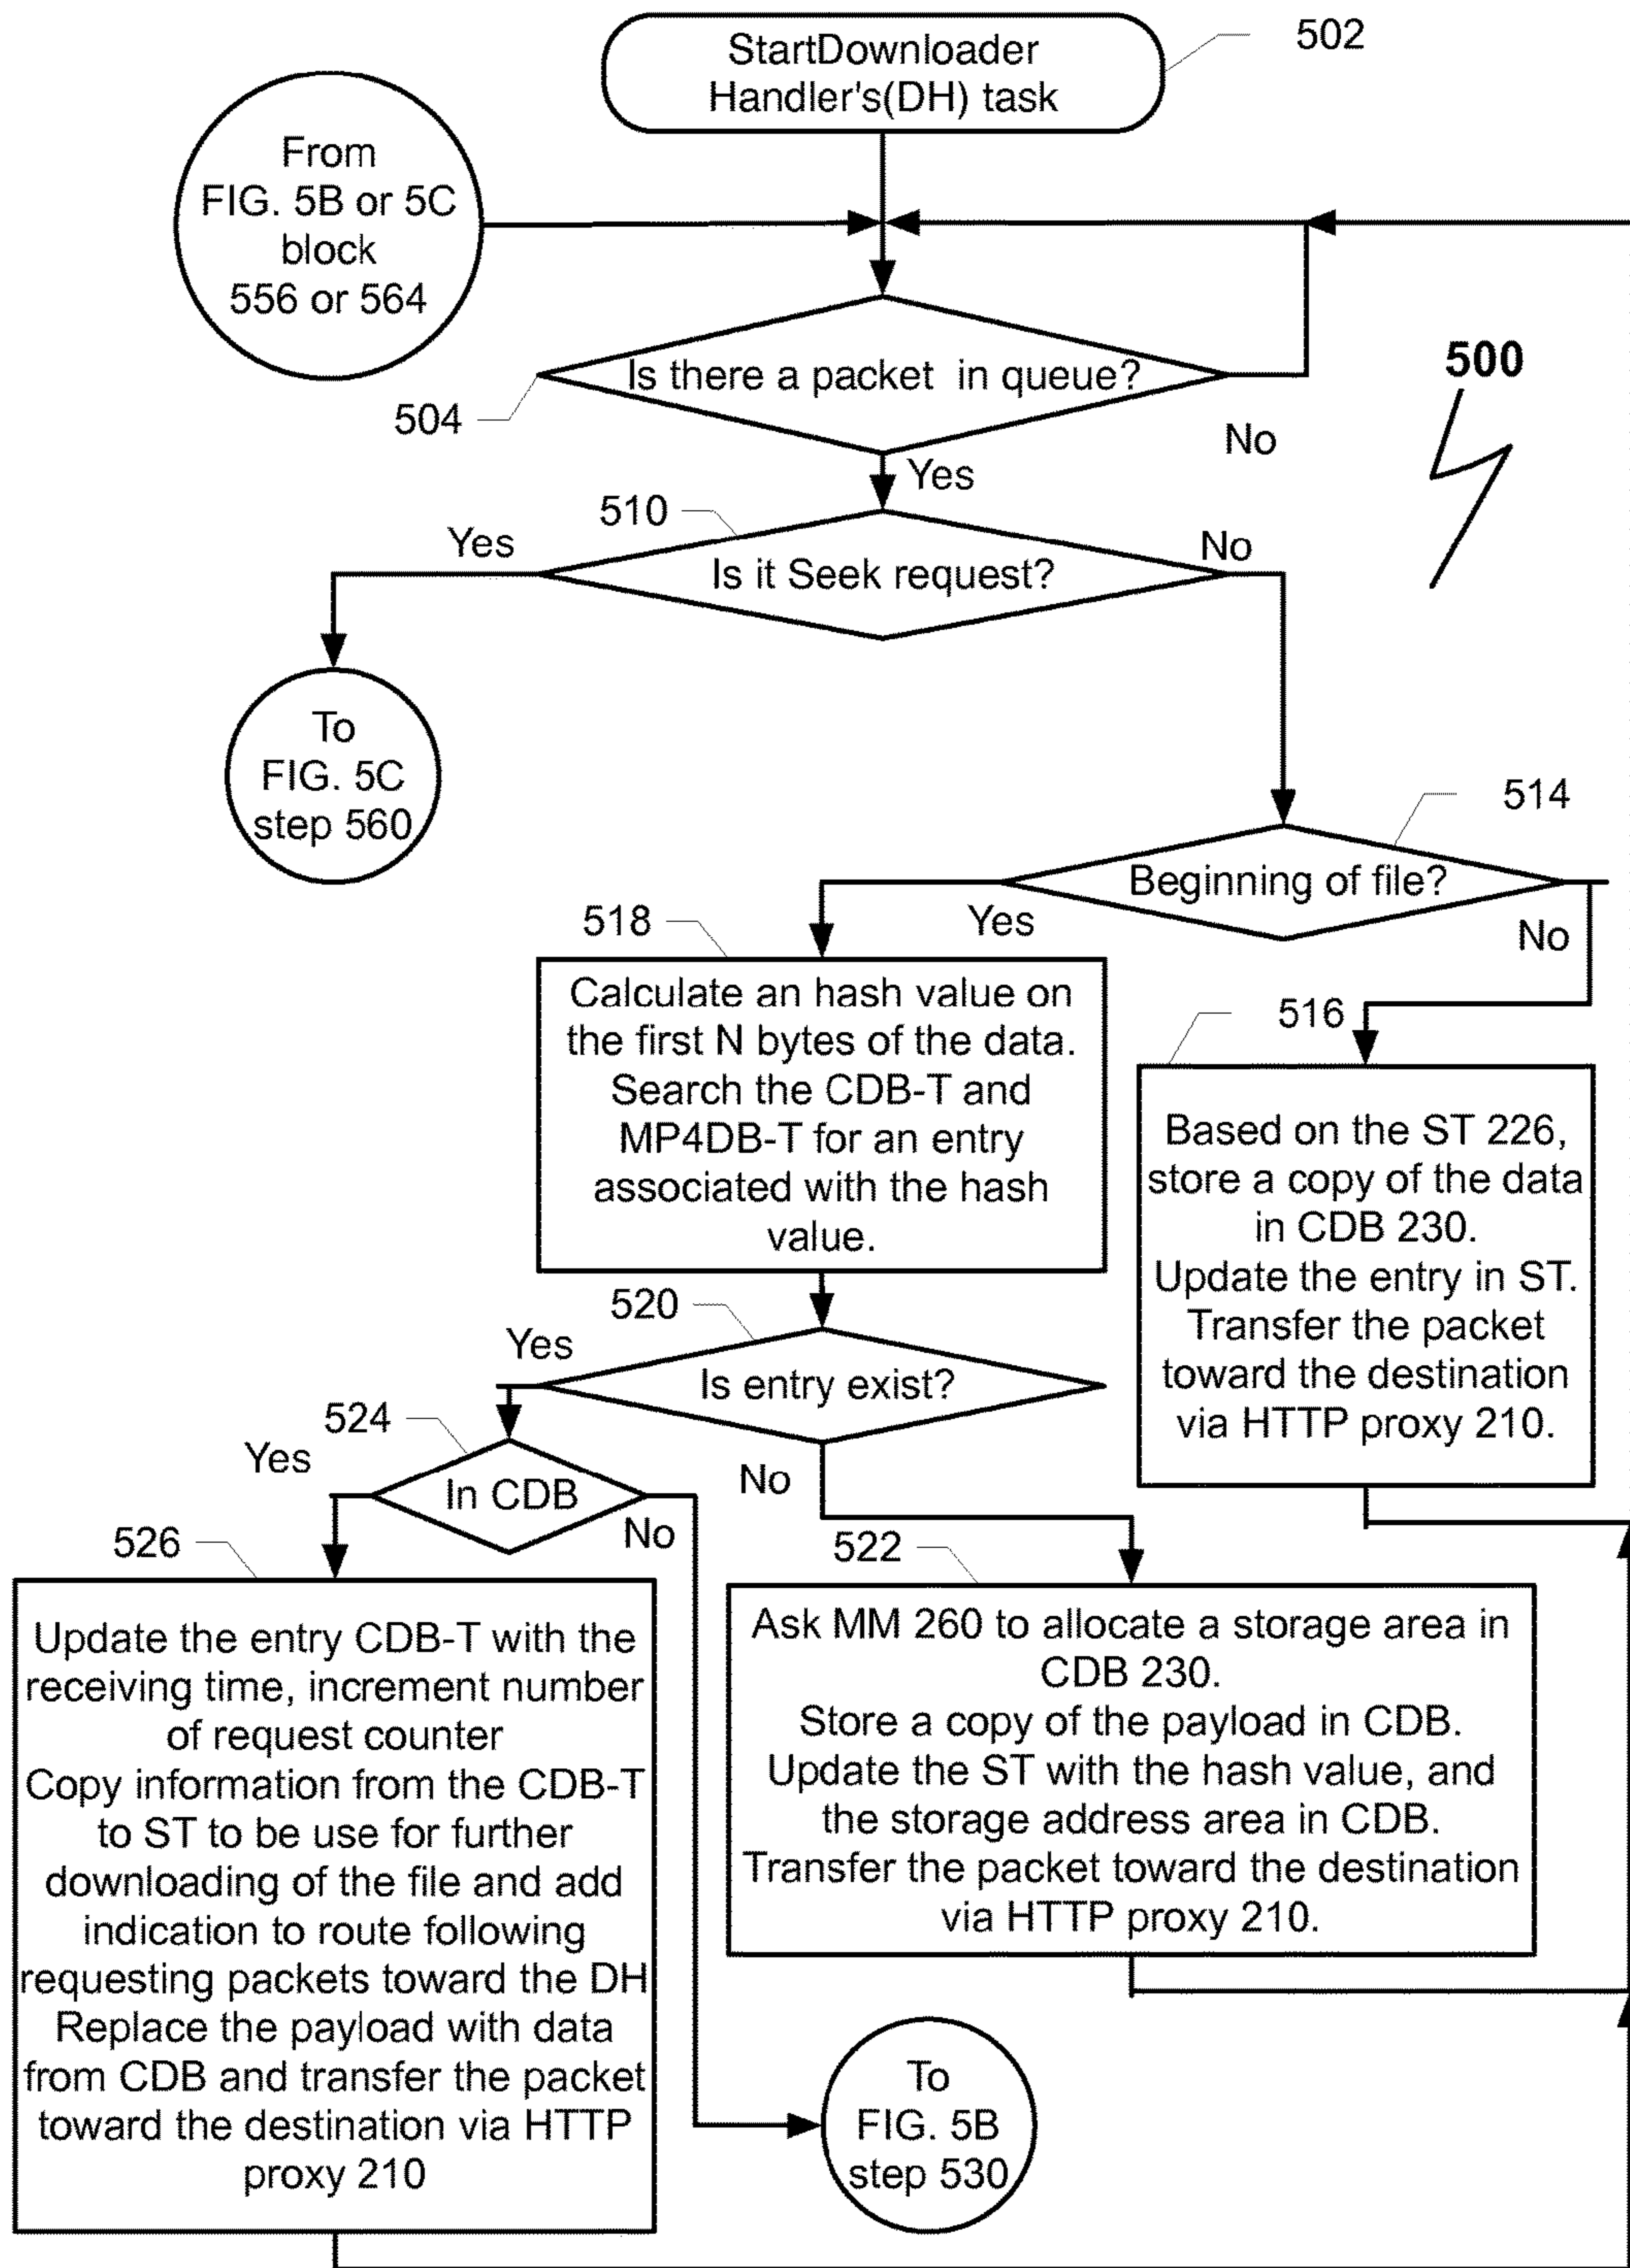 StartDownloader
Handler's(DH) task
502
From
FIG. 5B or 5C
block
556 or 564
Is there a packet  in queue?
504
No
500
Yes
510
Yes
Is it Seek request?
No
To
FIG. 5C
step 560
514
Beginning of file?
Yes
No
518
Calculate an hash value on
the first N bytes of the data.
Search the CDB-T and
MP4DB-T for an entry
associated with the hash
value.
516
Based on the ST 226,
store a copy of the data
in CDB 230.
Update the entry in ST.
Transfer the packet
toward the destination
via HTTP proxy 210.
520
Yes
Is entry exist?
No
524
Yes
In CDB
No
526
Update the entry CDB-T with the
receiving time, increment number
of request counter
Copy information from the CDB-T
to ST to be use for further
downloading of the file and add
indication to route following
requesting packets toward the DH
Replace the payload with data
from CDB and transfer the packet
toward the destination via HTTP
proxy 210
522
Ask MM 260 to allocate a storage area in
CDB 230.
Store a copy of the payload in CDB.
Update the ST with the hash value, and
the storage address area in CDB.
Transfer the packet toward the destination
via HTTP proxy 210.
To
FIG. 5B
step 530